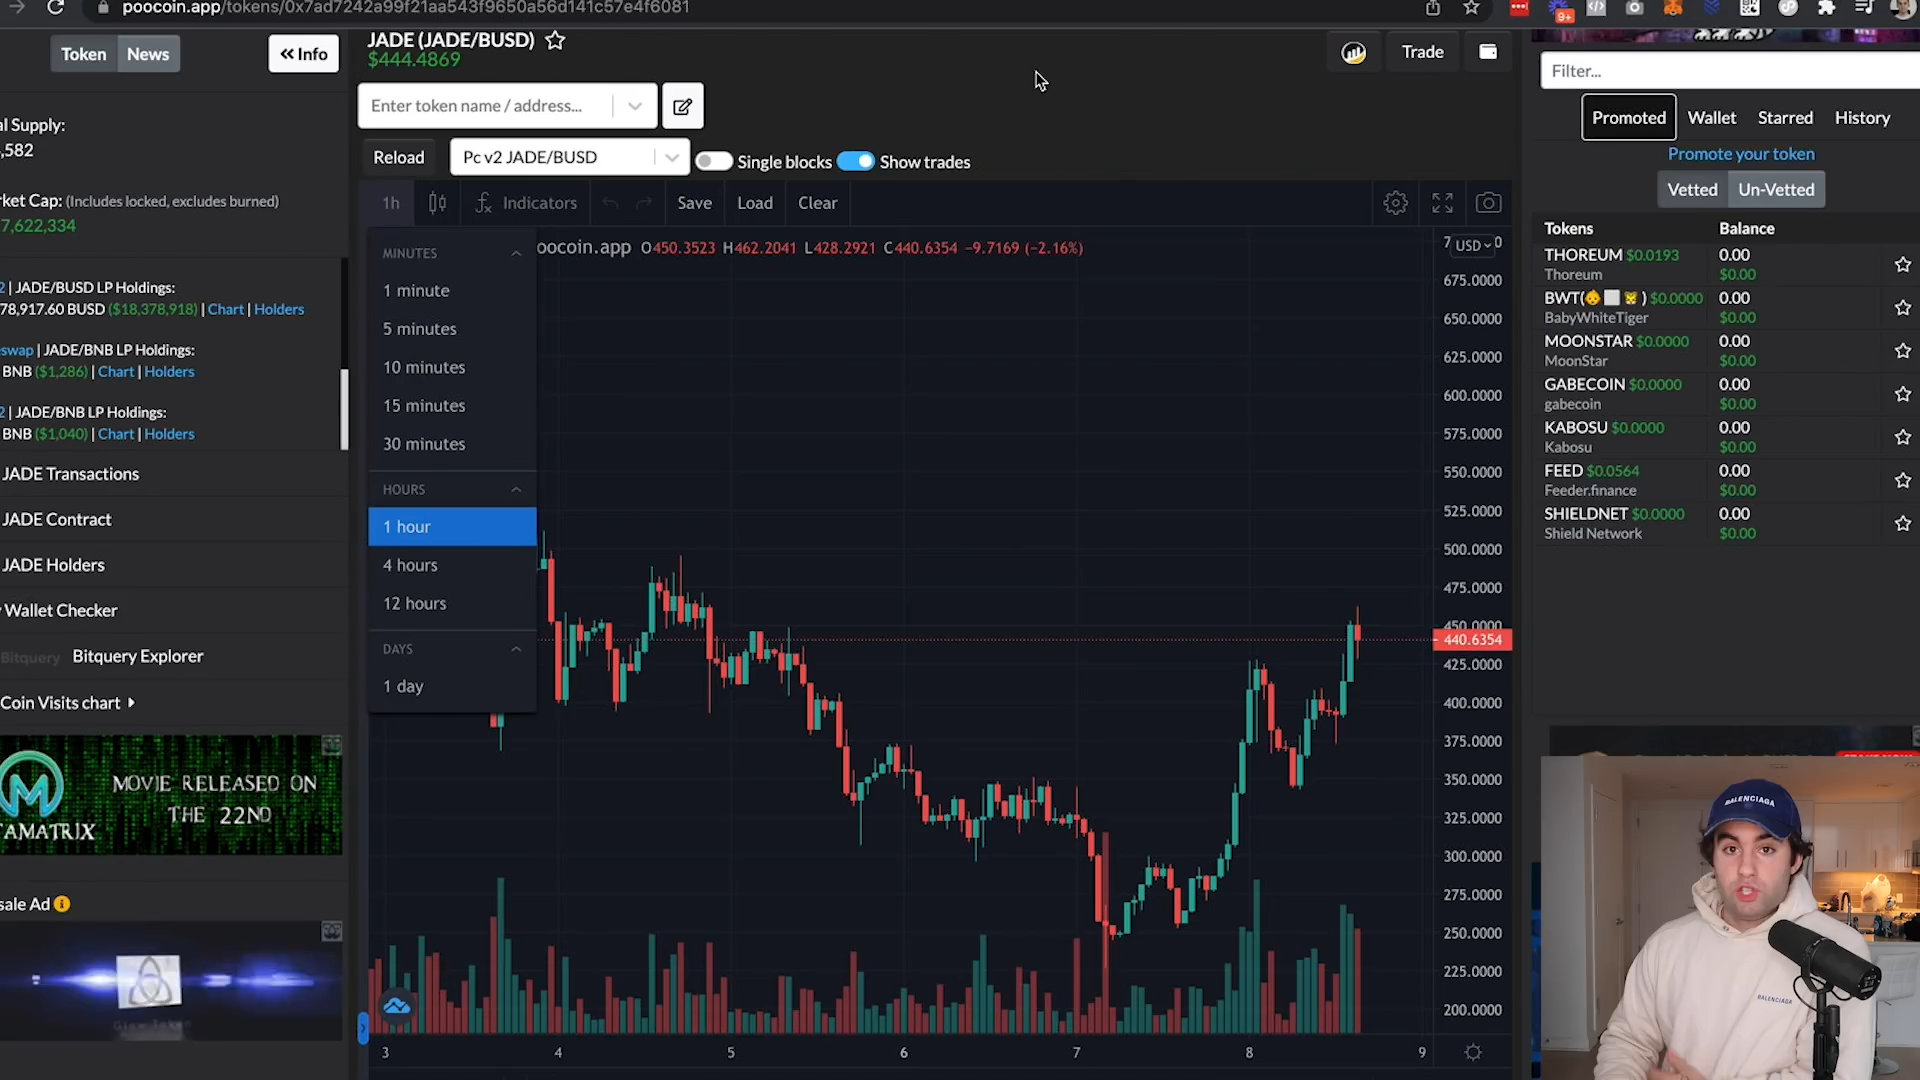 poocoin.app/tokens/0x7ad7242a99f21aa543f9650a56d141c57e4f6081
9+
Token News
Info
JADE (JADE/BUSD)
$444.4869
Trade
Filter...
Enter token name / address...
Promoted Wallet Starred History
Promote your token
Vetted Un-Vetted
al Supply:
,582
ket Cap: (Includes locked, excludes burned)
7,622,334
Reload Pc v2 JADE/BUSD Single blocks Show trades
1h Indicators Save Load Clear
oocoin.app O450.3523 H462.2041 L428.2921 C440.6354 −9.7169 (−2.16%)
USD
MINUTES
1 minute
5 minutes
10 minutes
15 minutes
30 minutes
HOURS
1 hour
4 hours
12 hours
DAYS
1 day
2 | JADE/BUSD LP Holdings:
78,917.60 BUSD ($18,378,918) | Chart | Holders
eswap | JADE/BNB LP Holdings:
BNB ($1,286) | Chart | Holders
2 | JADE/BNB LP Holdings:
BNB ($1,040) | Chart | Holders
JADE Transactions
JADE Contract
JADE Holders
Wallet Checker
Bitquery Bitquery Explorer
Coin Visits chart
MOVIE RELEASED ON
THE 22ND
TAMATRIX
sale Ad
675.0000
650.0000
625.0000
600.0000
575.0000
550.0000
525.0000
500.0000
475.0000
450.0000
440.6354
425.0000
400.0000
375.0000
350.0000
325.0000
300.0000
275.0000
250.0000
225.0000
200.0000
3 4 5 6 7 8 9
Tokens Balance
THOREUM $0.0193 0.00
Thoreum $0.00
BWT(👶⬜🐯) $0.0000 0.00
BabyWhiteTiger $0.00
MOONSTAR $0.0000 0.00
MoonStar $0.00
GABECOIN $0.0000 0.00
gabecoin $0.00
KABOSU $0.0000 0.00
Kabosu $0.00
FEED $0.0564 0.00
Feeder.finance $0.00
SHIELDNET $0.0000 0.00
Shield Network $0.00
BALENCIAGA
BALENCIAGA